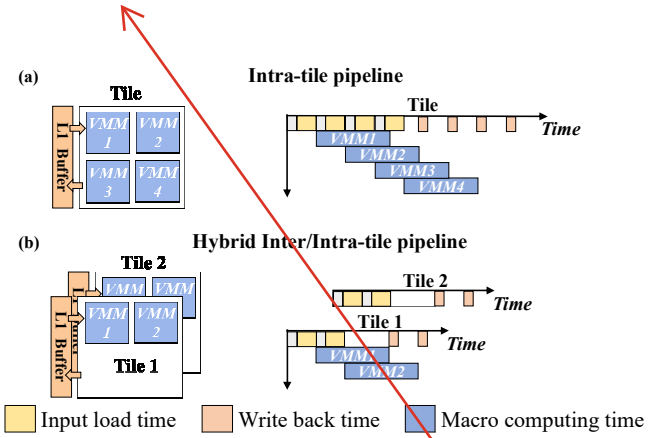 (a)
Intra-tile pipeline
Tile
L1 Buffer
VMM 1
VMM 2
VMM 3
VMM 4
Tile
Time
VMM1
VMM2
VMM3
VMM4
(b)
Hybrid Inter/Intra-tile pipeline
Tile 2
VMM
VMM
L1 Buffer
VMM 1
VMM 2
Tile 1
Tile 2
Time
Tile 1
Time
VMM1
VMM2
Input load time
Write back time
Macro computing time